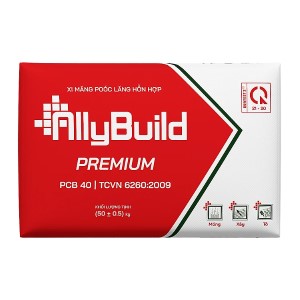 XI MĂNG POÓC LĂNG HỖN HỢP
AllyBuild
PREMIUM
PCB 40 | TCVN 6260:2009
KHỐI LƯỢNG TỊNH
(50 ± 0.5) kg
Móng
Xây
Tô